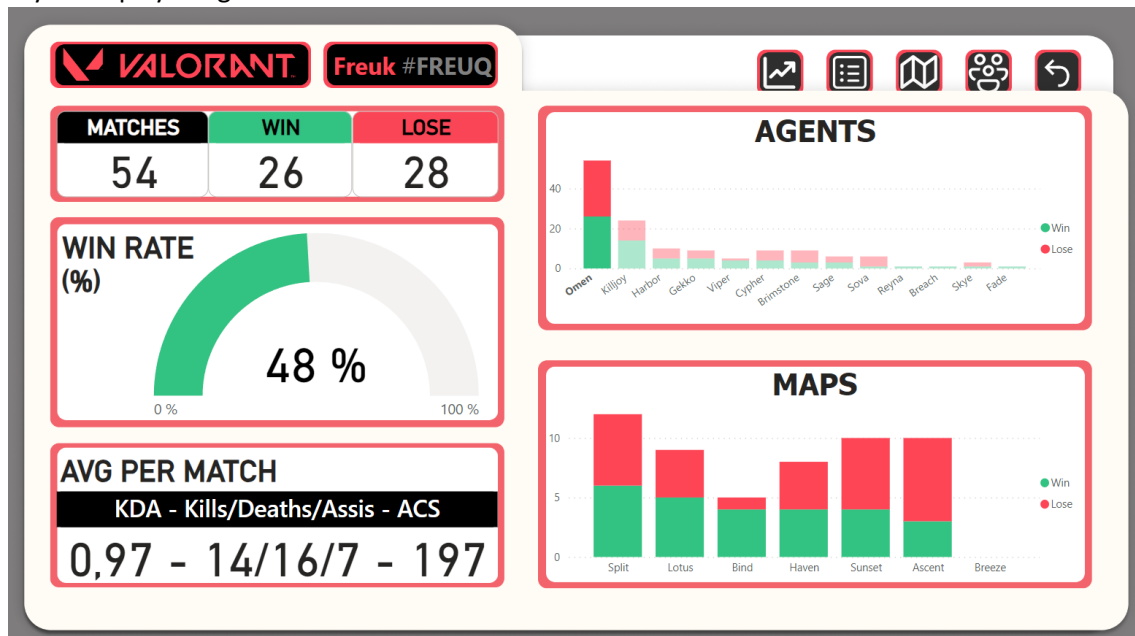 VALORANT
Freuk #FREUQ
MATCHES WIN LOSE
54 26 28
WIN RATE
(%)
48 %
0 % 100 %
AVG PER MATCH
KDA - Kills/Deaths/Assis - ACS
0,97 - 14/16/7 - 197
AGENTS
40
20
0
Win
Lose
Omen Killjoy Harbor Gekko Viper Cypher Brimstone Sage Sova Reyna Breach Skye Fade
MAPS
10
5
0
Win
Lose
Split Lotus Bind Haven Sunset Ascent Breeze